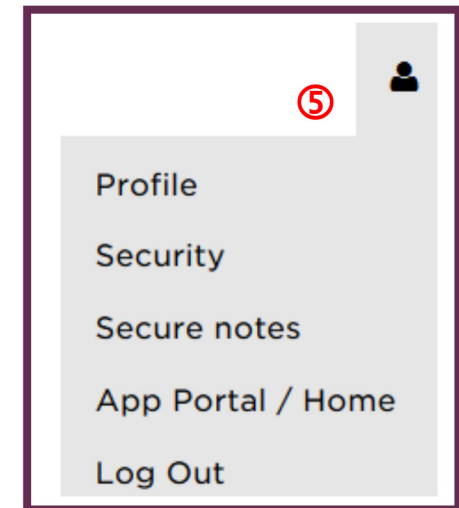 ⑤
Profile
Security
Secure notes
App Portal / Home
Log Out